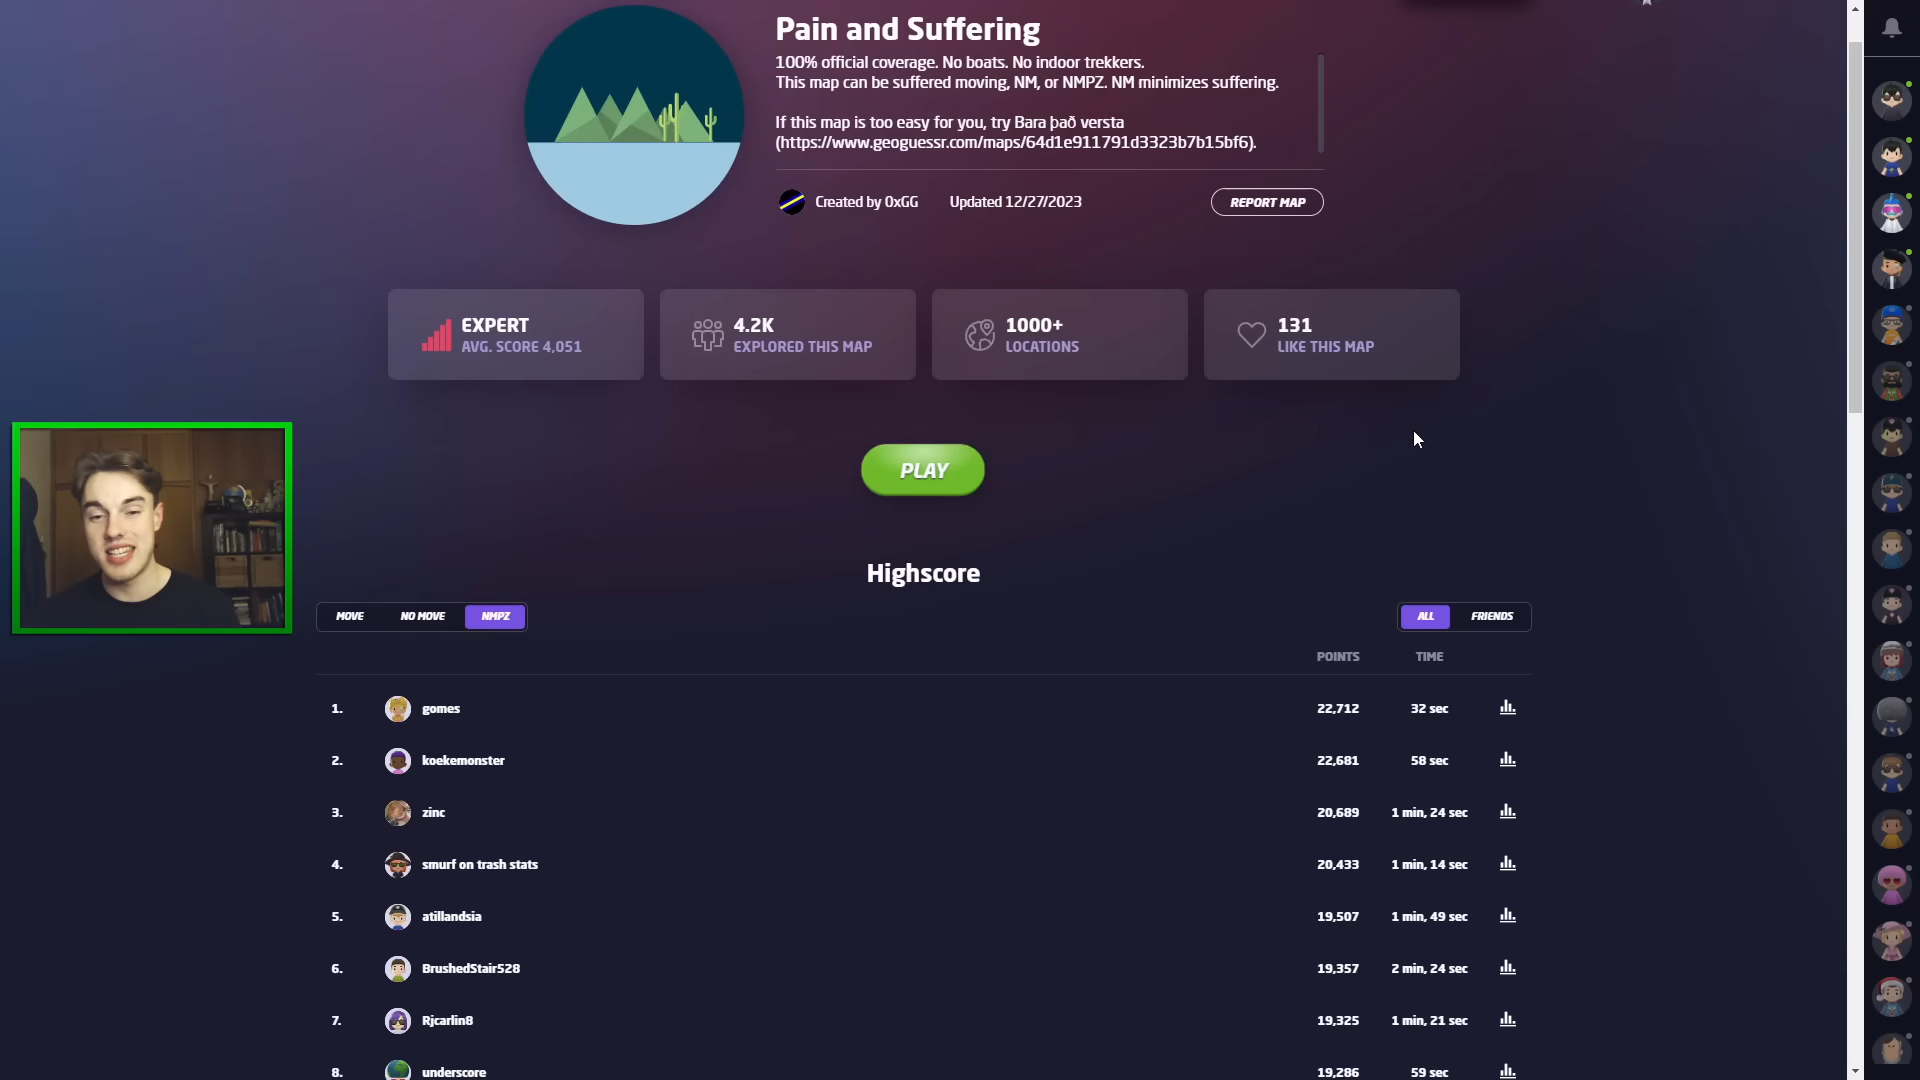 Pain and Suffering
100% official coverage. No boats. No indoor trekkers.
This map can be suffered moving, NM, or NMPZ. NM minimizes suffering.
If this map is too easy for you, try Bara það versta
(https://www.geoguessr.com/maps/64d1e911791d3323b7b15bf6).
Created by 0xGG Updated 12/27/2023 REPORT MAP
EXPERT
AVG. SCORE 4,051
4.2K
EXPLORED THIS MAP
1000+
LOCATIONS
131
LIKE THIS MAP
PLAY
Highscore
MOVE NO MOVE NMPZ ALL FRIENDS
POINTS TIME
1. gomes 22,712 32 sec
2. koekemonster 22,681 58 sec
3. zinc 20,689 1 min, 24 sec
4. smurf on trash stats 20,433 1 min, 14 sec
5. atillandsia 19,507 1 min, 49 sec
6. BrushedStair528 19,357 2 min, 24 sec
7. Rjcarlin8 19,325 1 min, 21 sec
8. underscore 19,286 59 sec